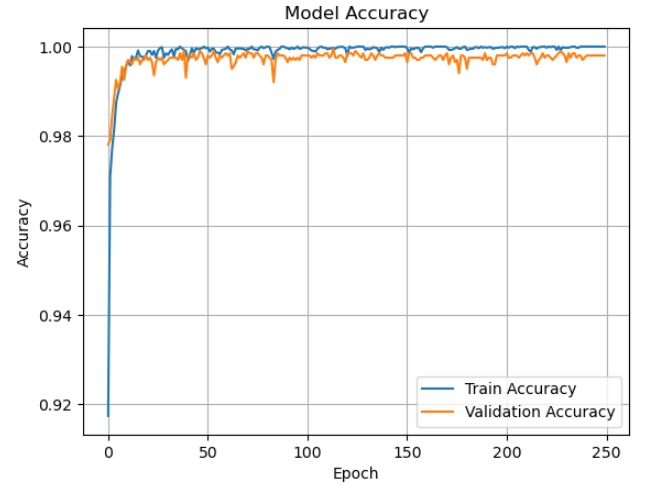 Model Accuracy
1.00
0.98
0.96
0.94
0.92
Accuracy
0 50 100 150 200 250
Epoch
Train Accuracy
Validation Accuracy